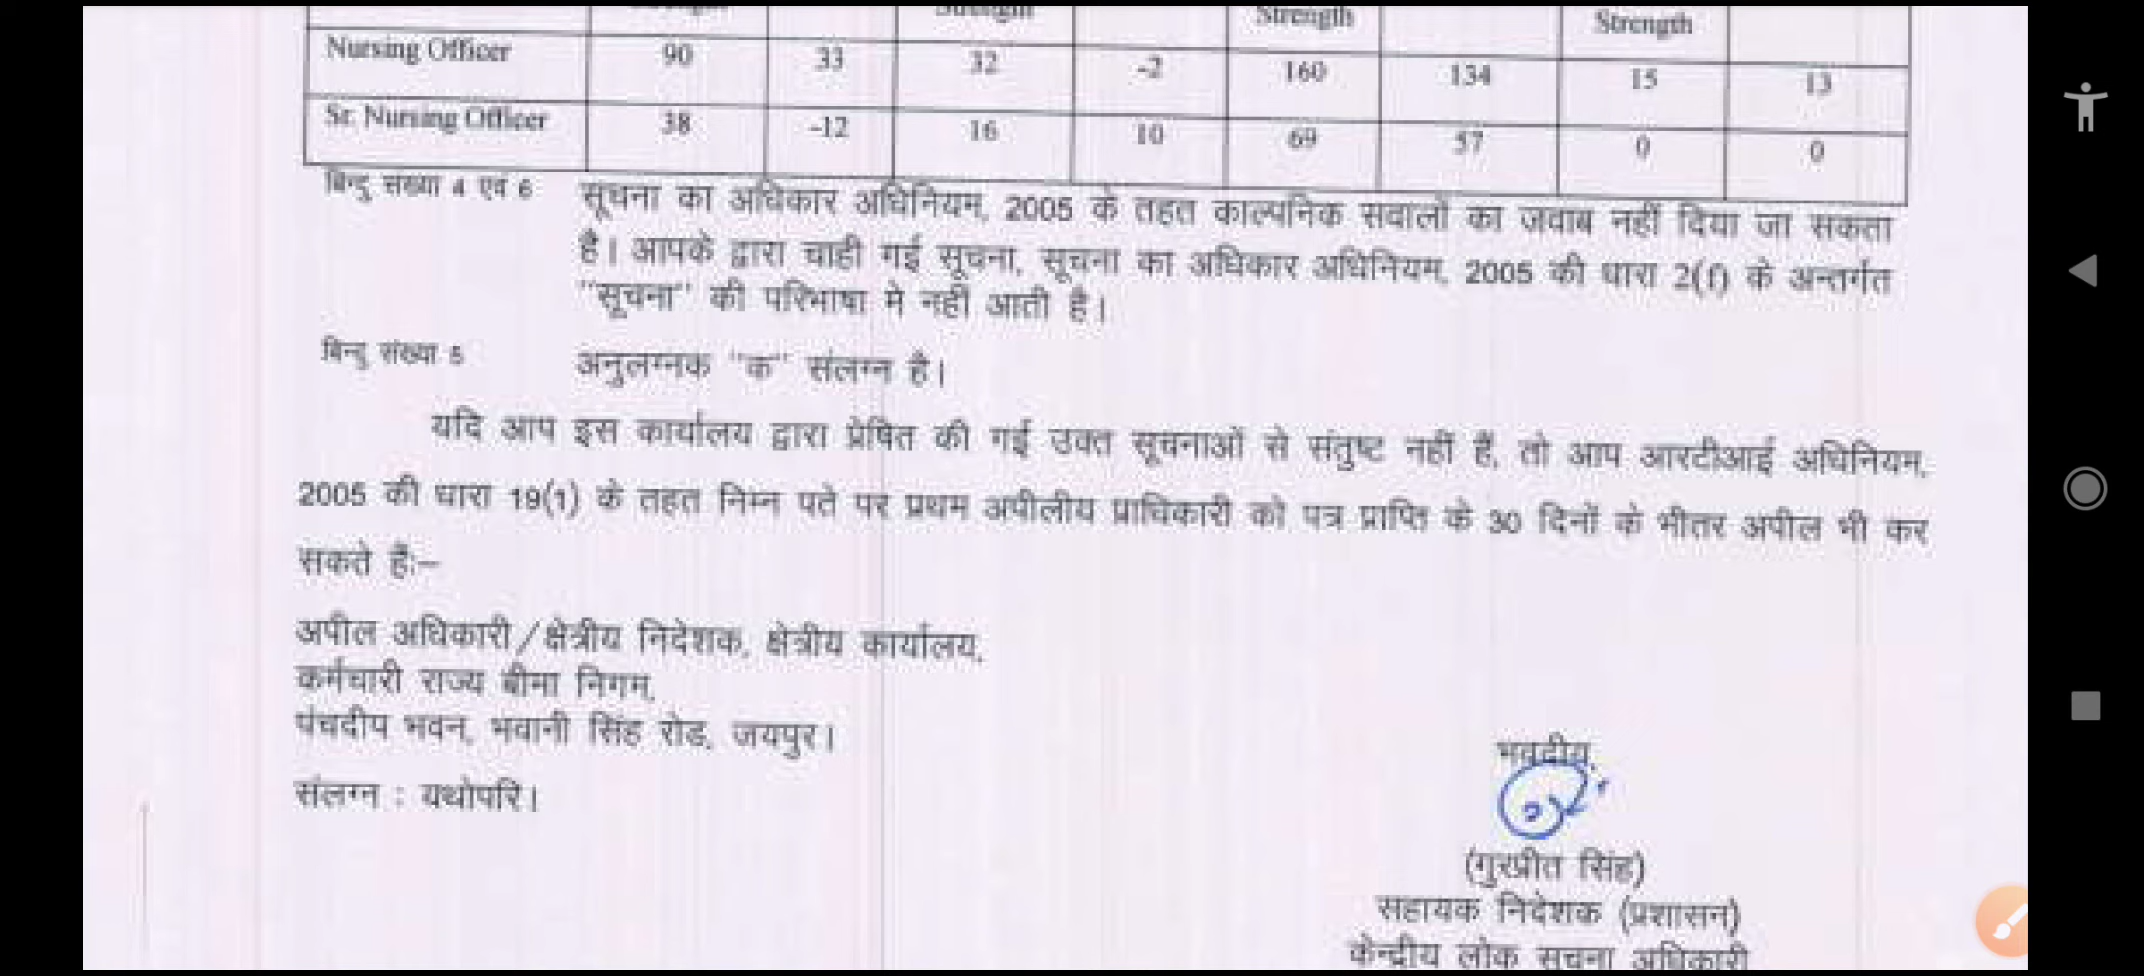 Strength Strength Strength Strength
Nursing Officer 90 33 32 -2 160 134 15 13
Sr. Nursing Officer 38 -12 16 10 69 57 0 0
बिन्दु संख्या 4 एवं 6 सूचना का अधिकार अधिनियम, 2005 के तहत काल्पनिक सवालों का जवाब नहीं दिया जा सकता
है। आपके द्वारा चाही गई सूचना, सूचना का अधिकार अधिनियम, 2005 की धारा 2(f) के अन्तर्गत
"सूचना" की परिभाषा मे नहीं आती है।
बिन्दु संख्या 5 अनुलग्नक "क" संलग्न है।
यदि आप इस कार्यालय द्वारा प्रेषित की गई उक्त सूचनाओं से संतुष्ट नहीं हैं, तो आप आरटीआई अधिनियम,
2005 की धारा 19(1) के तहत निम्न पते पर प्रथम अपीलीय प्राधिकारी को पत्र प्राप्ति के 30 दिनों के भीतर अपील भी कर
सकते हैं:–
अपील अधिकारी/क्षेत्रीय निदेशक, क्षेत्रीय कार्यालय,
कर्मचारी राज्य बीमा निगम,
पंचदीप भवन, भवानी सिंह रोड, जयपुर।
संलग्न : यथोपरि।
भवदीय,
(गुरप्रीत सिंह)
सहायक निदेशक (प्रशासन)
केन्द्रीय लोक सूचना अधिकारी